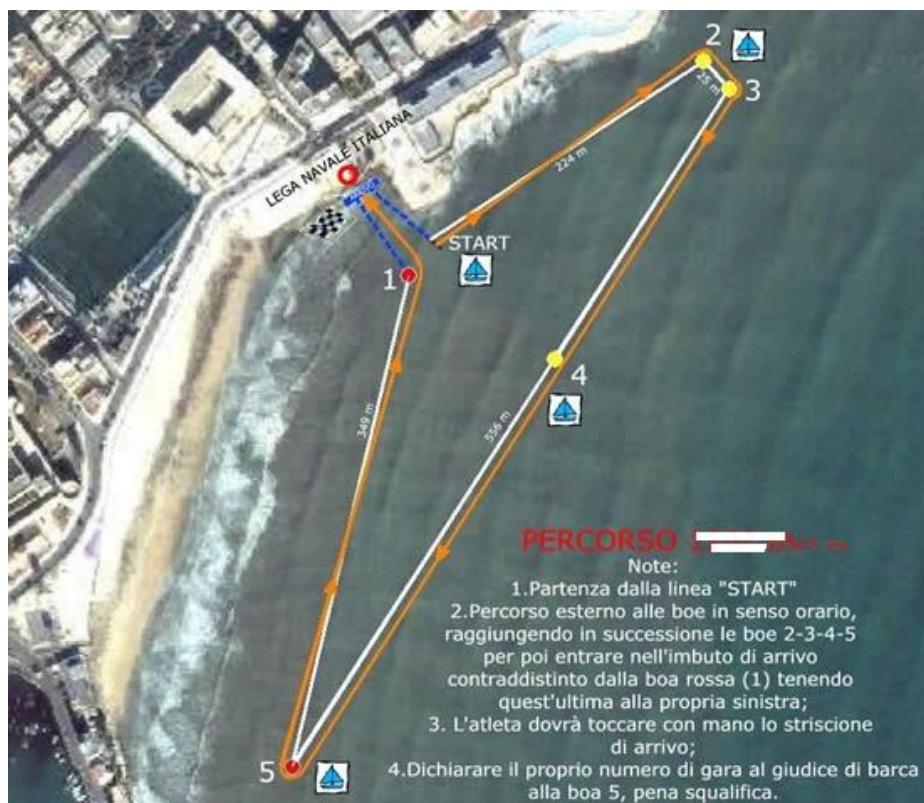 2
25 m
3
LEGA NAVALE ITALIANA
224 m
START
1
4
349 m
556 m
PERCORSO
Note:
1.Partenza dalla linea "START"
2.Percorso esterno alle boe in senso orario,
raggiungendo in successione le boe 2-3-4-5
per poi entrare nell'imbuto di arrivo
contraddistinto dalla boa rossa (1) tenendo
quest'ultima alla propria sinistra;
3. L'atleta dovrà toccare con mano lo striscione
di arrivo;
4.Dichiarare il proprio numero di gara al giudice di barca
alla boa 5, pena squalifica.
5